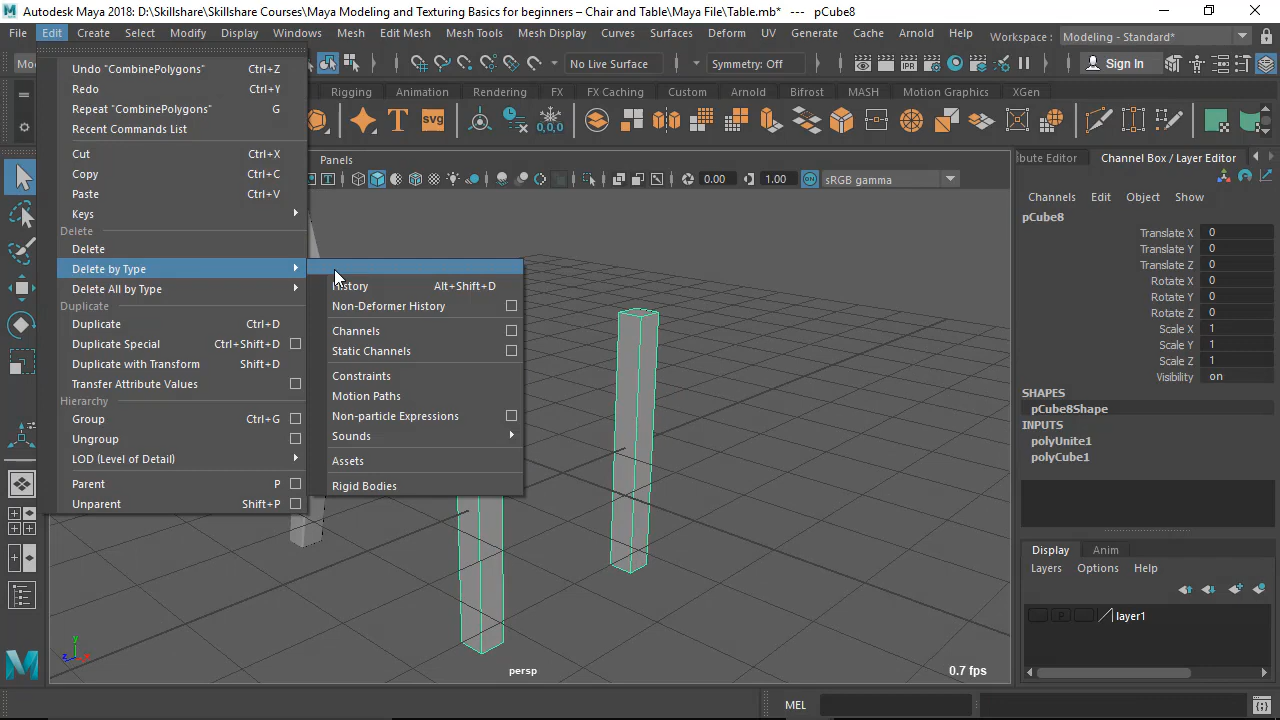 Autodesk Maya 2018: D:\Skillshare\Skillshare Courses\Maya Modeling and Texturing Basics for beginners – Chair and Table\Maya File\Table.mb* --- pCube8
File Edit Create Select Modify Display Windows Mesh Edit Mesh Mesh Tools Mesh Display Curves Surfaces Deform UV Generate Cache Arnold Help Workspace : Modeling - Standard*
No Live Surface Symmetry: Off Sign In
Rigging Animation Rendering FX FX Caching Custom Arnold Bifrost MASH Motion Graphics XGen
svg 0,0,0
Panels
0.00 1.00 ON sRGB gamma
Undo "CombinePolygons" Ctrl+Z
Redo Ctrl+Y
Repeat "CombinePolygons" G
Recent Commands List
Cut Ctrl+X
Copy Ctrl+C
Paste Ctrl+V
Keys
Delete
Delete
Delete by Type
Delete All by Type
Duplicate
Duplicate Ctrl+D
Duplicate Special Ctrl+Shift+D
Duplicate with Transform Shift+D
Transfer Attribute Values
Hierarchy
Group Ctrl+G
Ungroup
LOD (Level of Detail)
Parent P
Unparent Shift+P
History Alt+Shift+D
Non-Deformer History
Channels
Static Channels
Constraints
Motion Paths
Non-particle Expressions
Sounds
Assets
Rigid Bodies
Channel Box / Layer Editor
Channels Edit Object Show
pCube8
Translate X 0
Translate Y 0
Translate Z 0
Rotate X 0
Rotate Y 0
Rotate Z 0
Scale X 1
Scale Y 1
Scale Z 1
Visibility on
SHAPES
pCube8Shape
INPUTS
polyUnite1
polyCube1
Display Anim
Layers Options Help
P layer1
y
z x
persp
0.7 fps
MEL